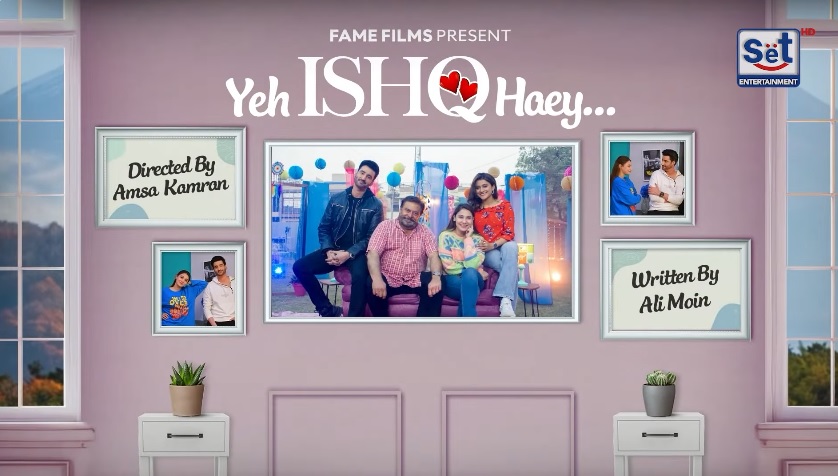 FAME FILMS PRESENT
Yeh ISHQ Haey...
Set HD
ENTERTAINMENT
Directed By
Amsa Kamran
Written By
Ali Moin